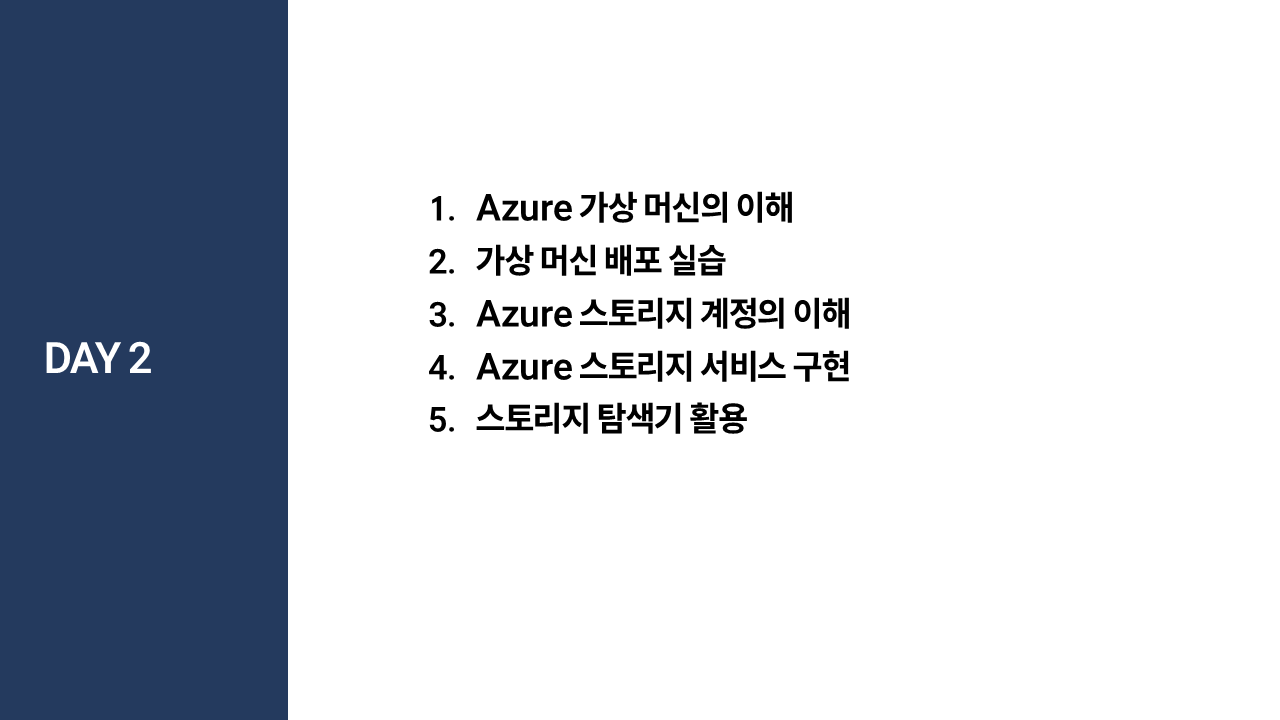 DAY 2
1. Azure 가상 머신의 이해
2. 가상 머신 배포 실습
3. Azure 스토리지 계정의 이해
4. Azure 스토리지 서비스 구현
5. 스토리지 탐색기 활용